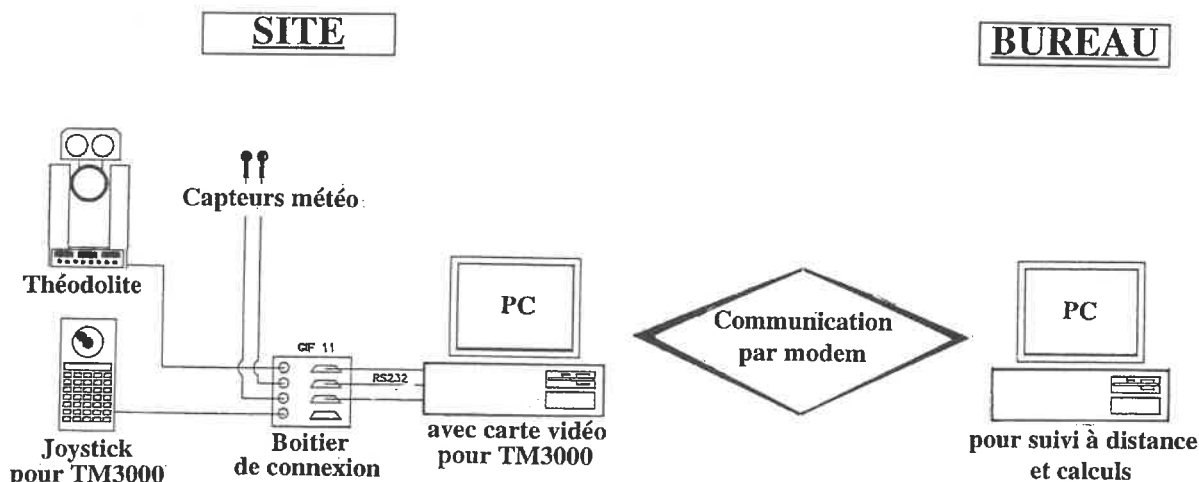 SITE
BUREAU
Capteurs météo
Théodolite
PC
PC
Communication
par modem
GIF 11
RS232
Joystick
pour TM3000
Boitier
de connexion
avec carte vidéo
pour TM3000
pour suivi à distance
et calculs